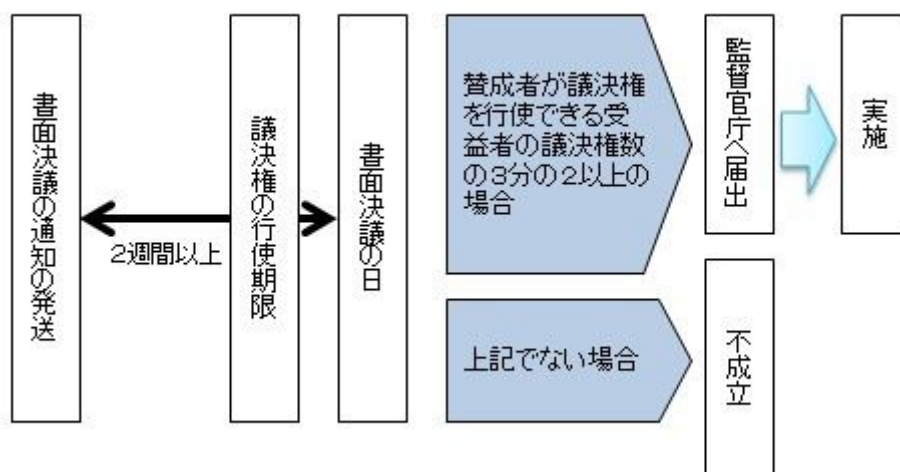 書面決議の通知の発送
2週間以上
議決権の行使期限
書面決議の日
賛成者が議決権
を行使できる受
益者の議決権数
の3分の2以上の
場合
監督官庁へ届出
実施
上記でない場合
不成立